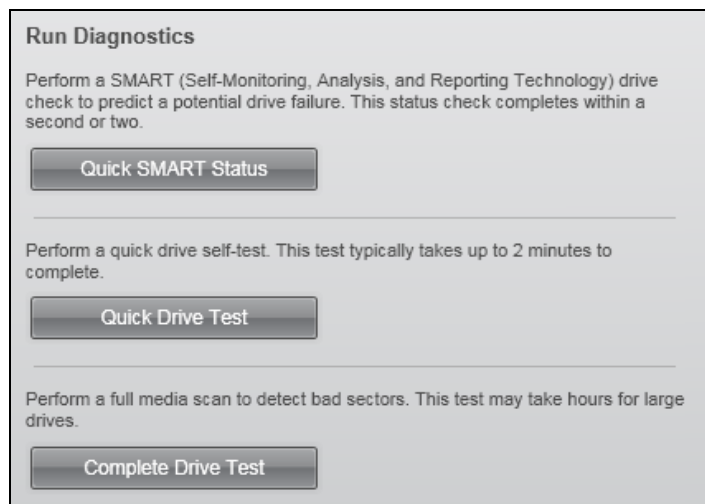 Run Diagnostics
Perform a SMART (Self-Monitoring, Analysis, and Reporting Technology) drive
check to predict a potential drive failure. This status check completes within a
second or two.
Quick SMART Status
Perform a quick drive self-test. This test typically takes up to 2 minutes to
complete.
Quick Drive Test
Perform a full media scan to detect bad sectors. This test may take hours for large
drives.
Complete Drive Test